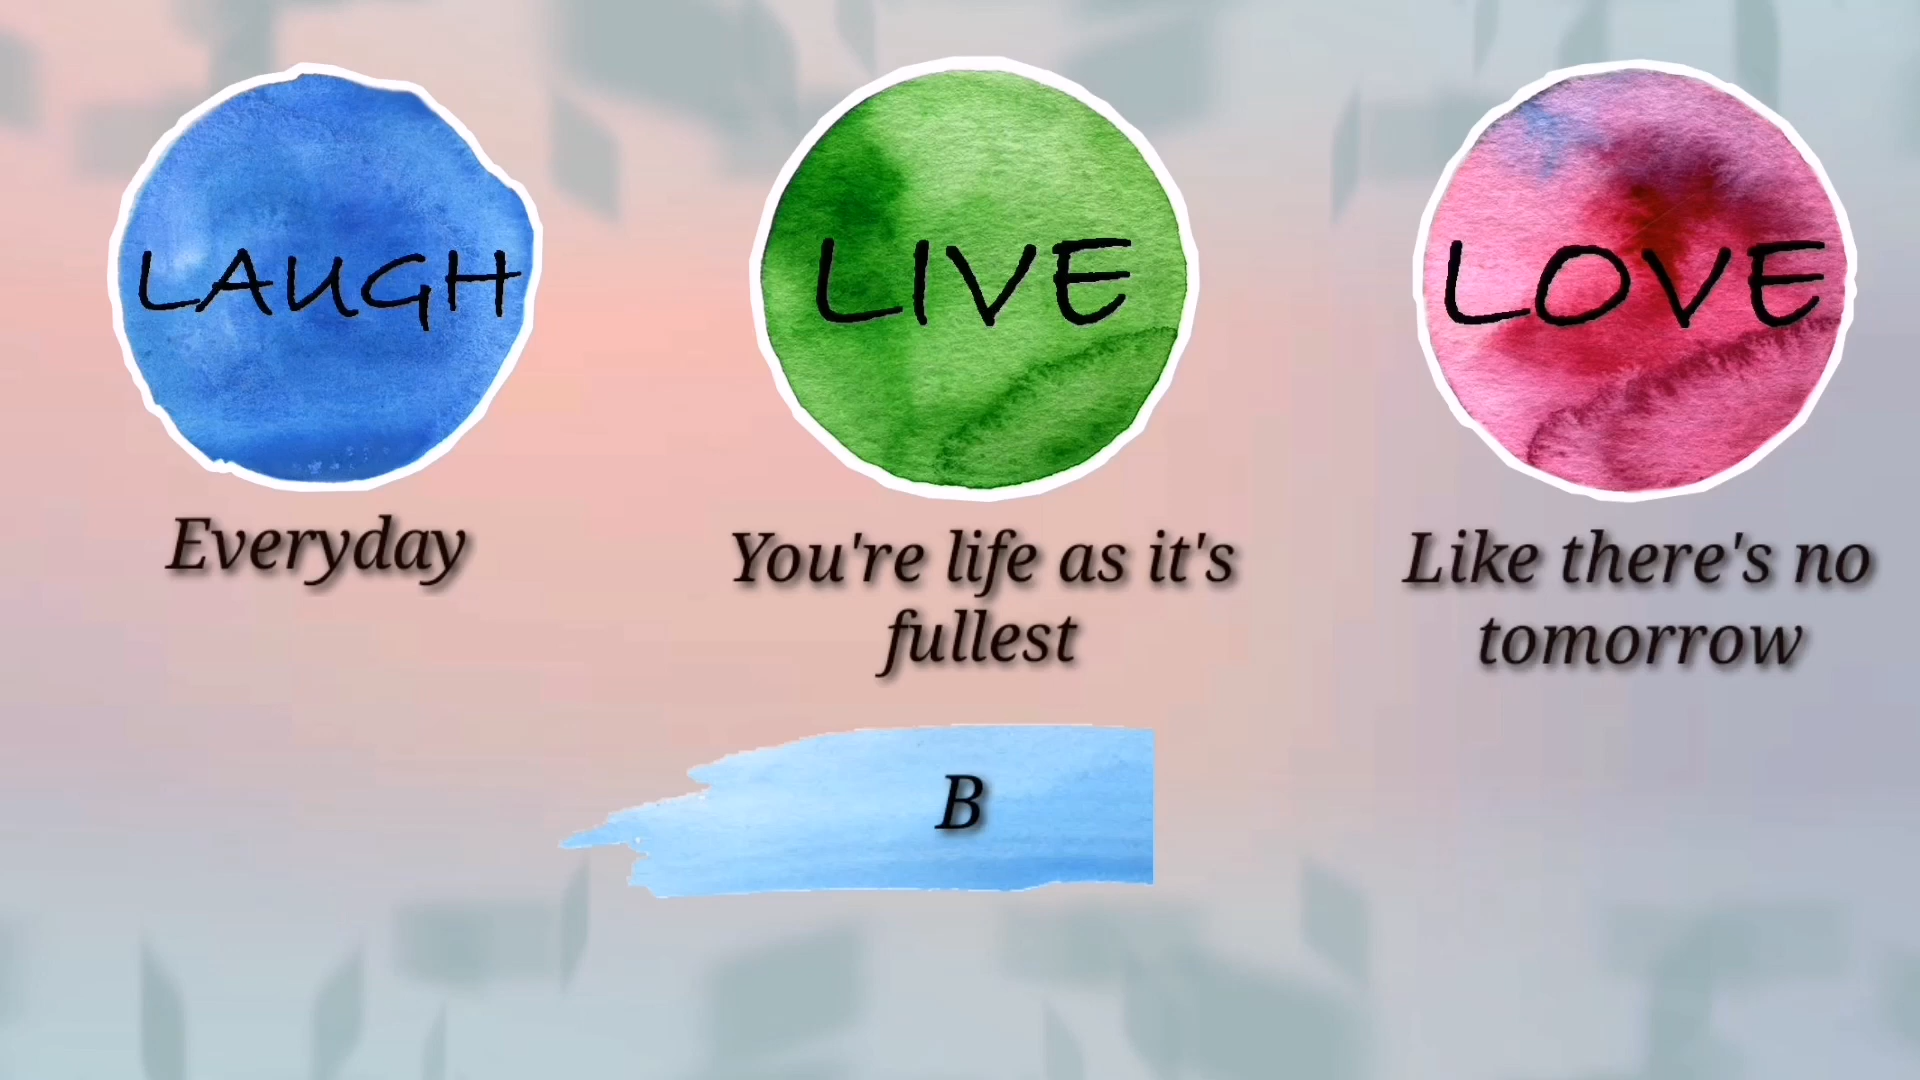 LAUGH
Everyday
LIVE
You're life as it's
fullest
LOVE
Like there's no
tomorrow
B